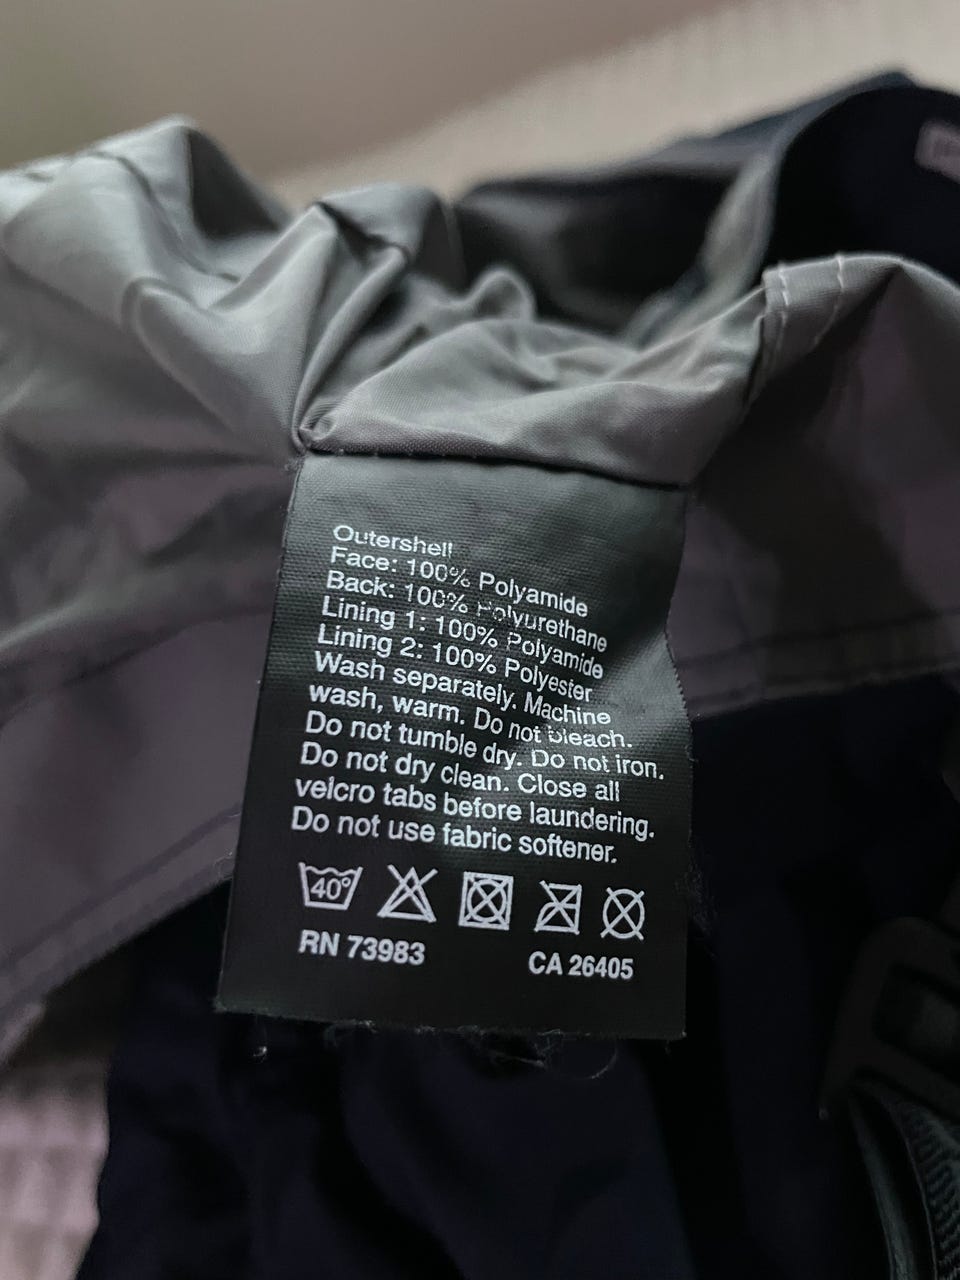 Outershell
Face: 100% Polyamide
Back: 100% Polyurethane
Lining 1: 100% Polyamide
Lining 2: 100% Polyester
Wash separately. Machine
wash, warm. Do not bleach.
Do not tumble dry. Do not iron.
Do not dry clean. Close all
velcro tabs before laundering.
Do not use fabric softener.
40°
RN 73983 CA 26405